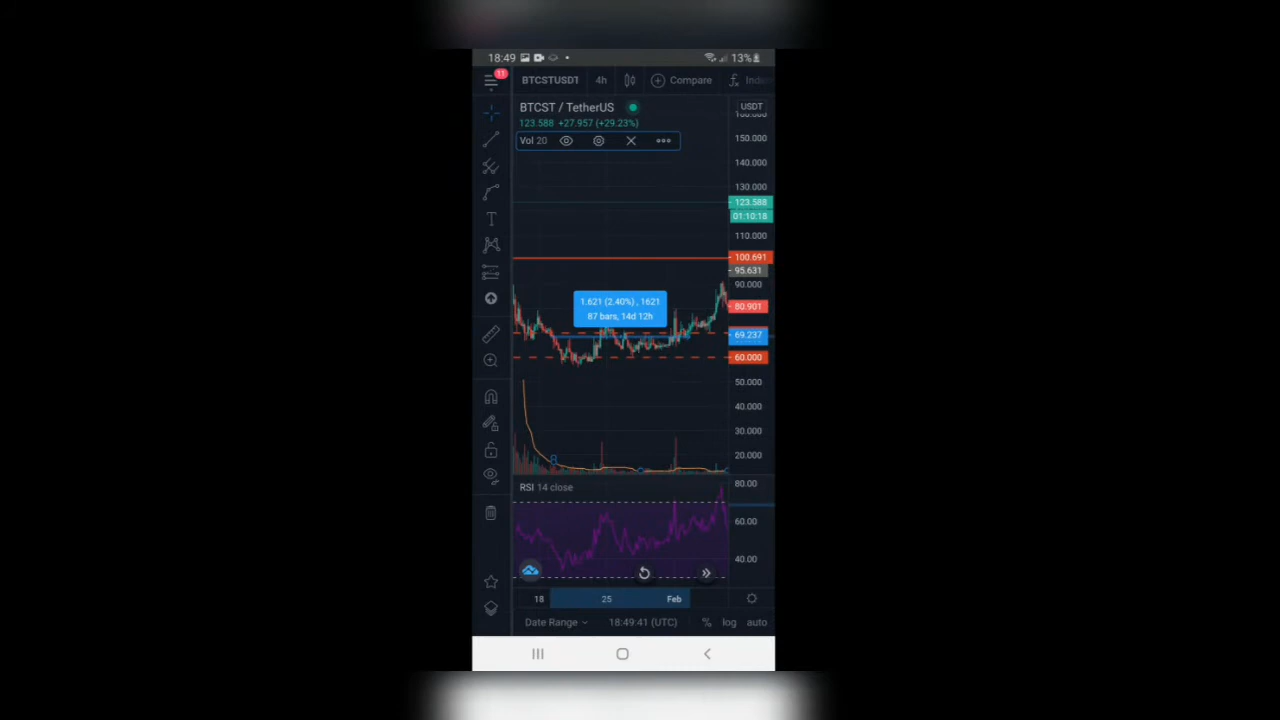 18:49
13%
11
BTCSTUSDT
4h
Compare
BTCST / TetherUS
USDT
123.588 +27.957 (+29.23%)
Vol 20
150.000
140.000
130.000
123.588
01:10:18
110.000
100.691
95.631
90.000
1.621 (2.40%) , 1621
87 bars, 14d 12h
80.901
69.237
60.000
50.000
40.000
30.000
20.000
RSI 14 close
80.00
60.00
40.00
18
25
Feb
Date Range
18:49:41 (UTC)
%
log
auto